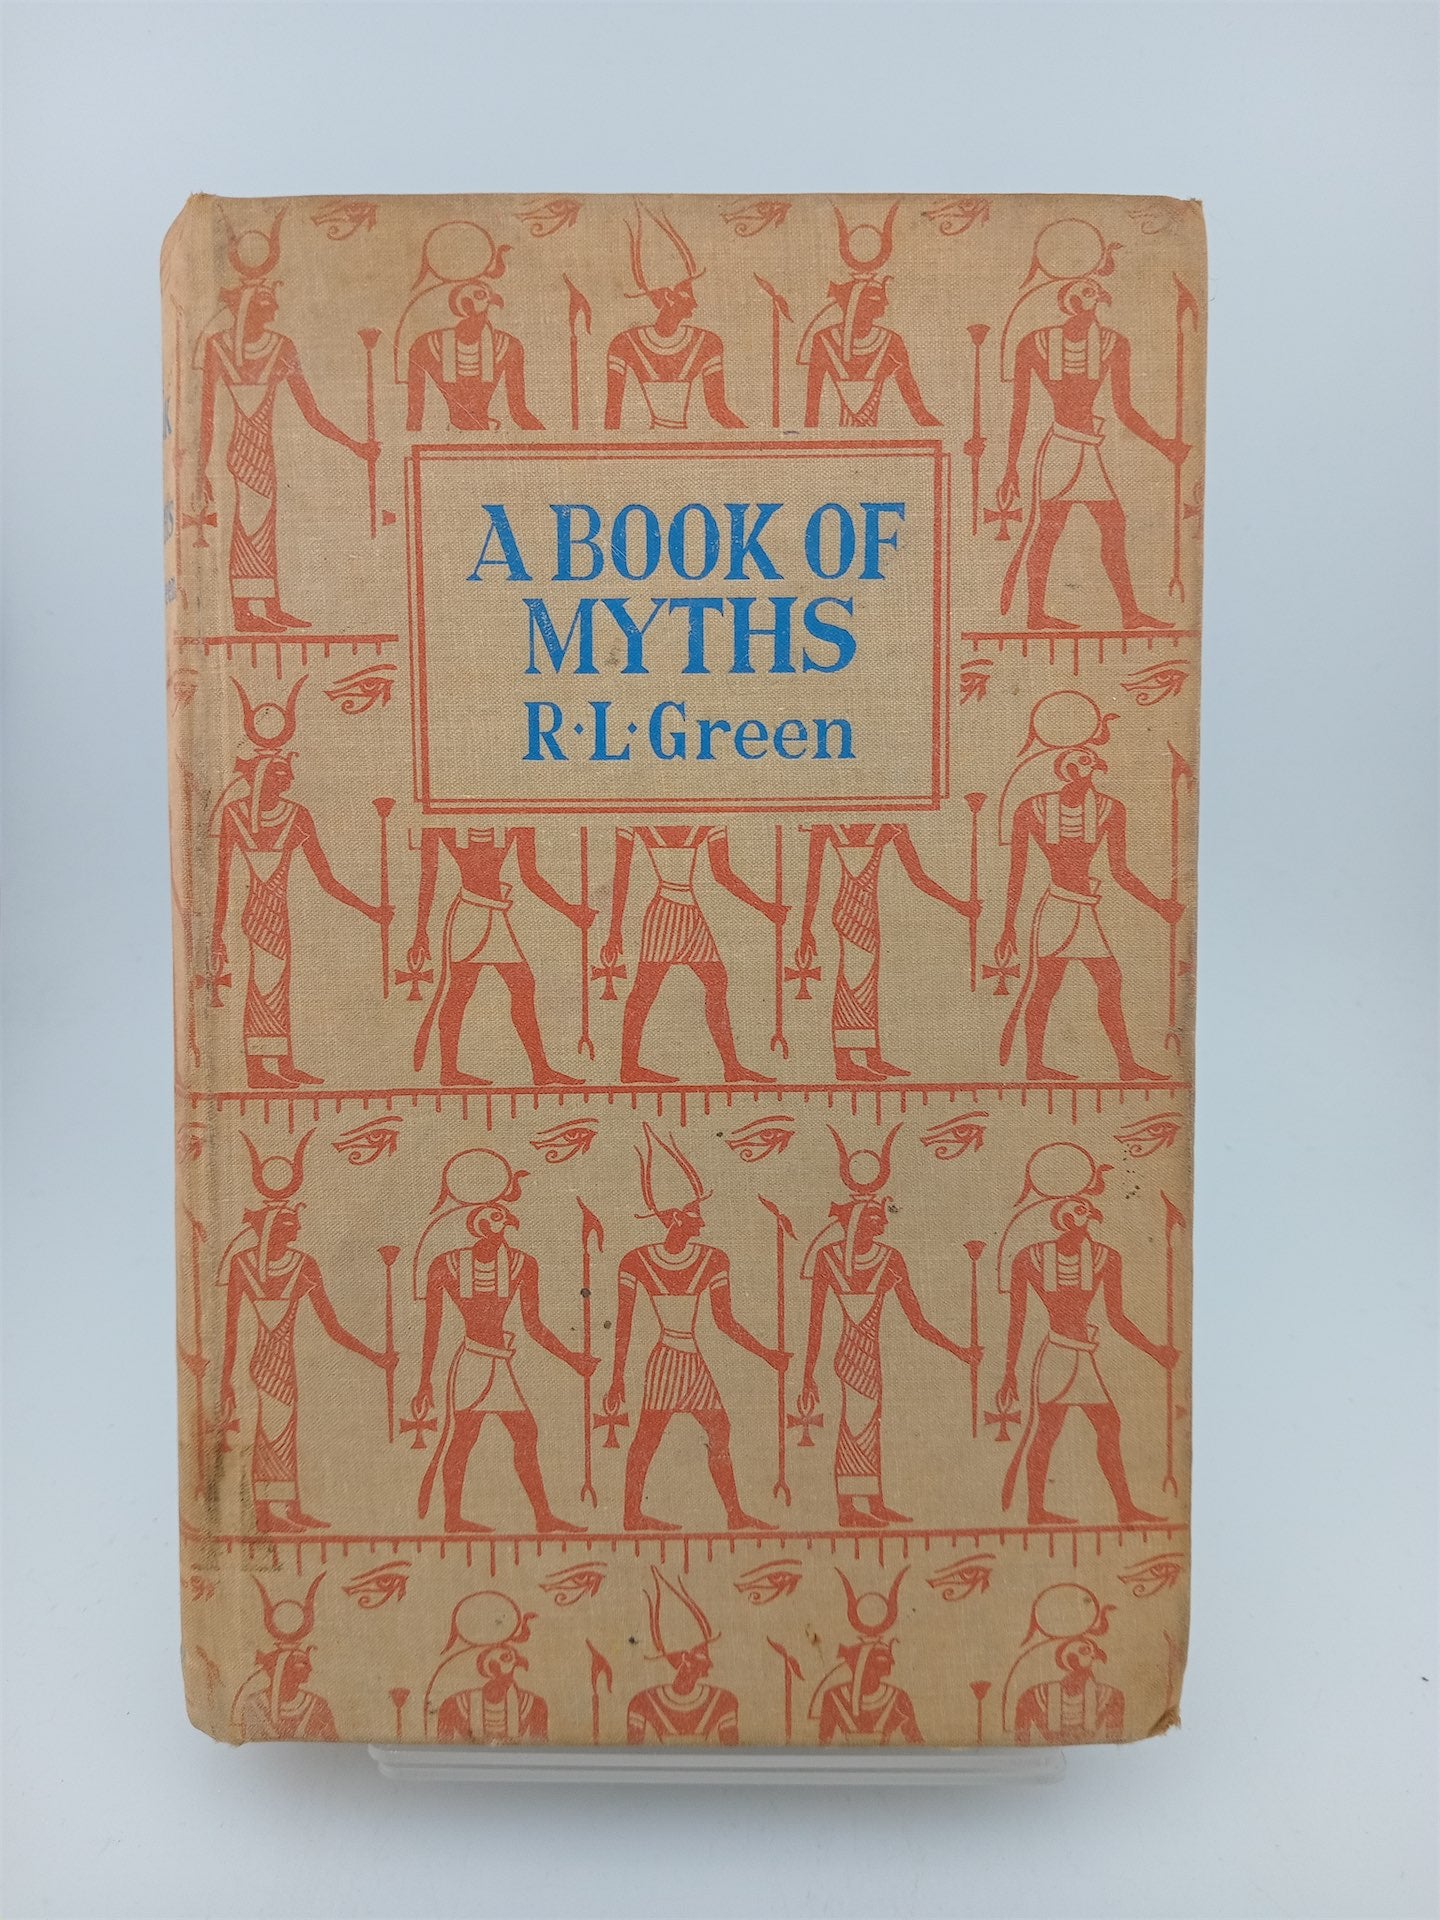 A BOOK OF
MYTHS
R·L·Green